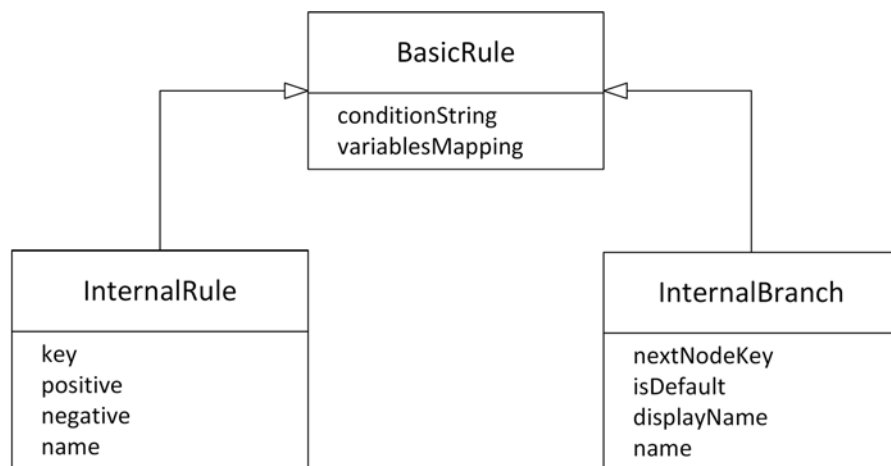 BasicRule
conditionString
variablesMapping
InternalRule
key
positive
negative
name
InternalBranch
nextNodeKey
isDefault
displayName
name